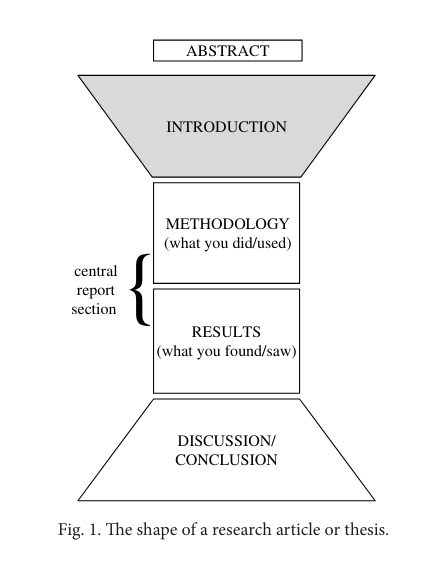 ABSTRACT
INTRODUCTION
METHODOLOGY
(what you did/used)
central
report
section
{
RESULTS
(what you found/saw)
DISCUSSION/
CONCLUSION
Fig. 1. The shape of a research article or thesis.